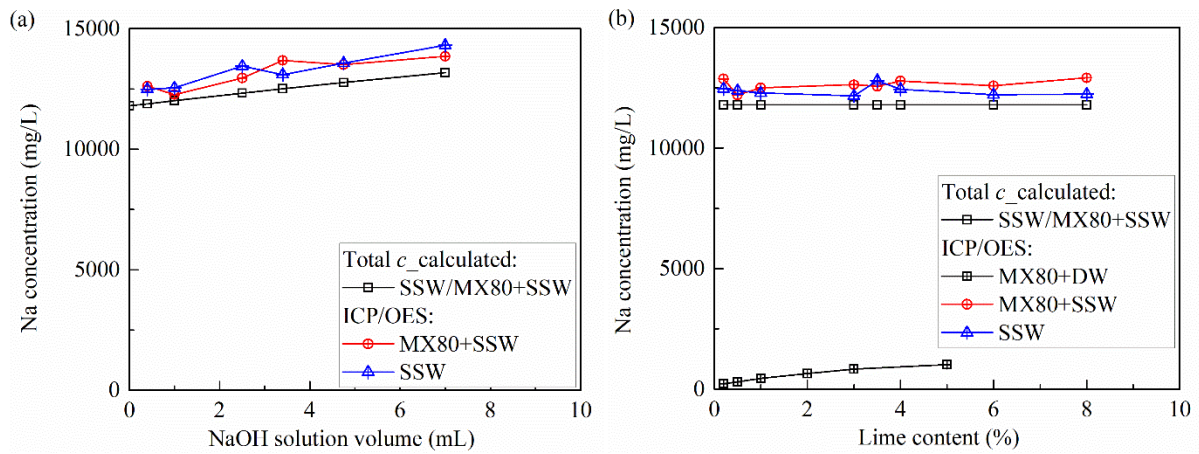 (a)
15000
10000
5000
0
Na concentration (mg/L)
Total c_calculated:
SSW/MX80+SSW
ICP/OES:
MX80+SSW
SSW
0 2 4 6 8 10
NaOH solution volume (mL)
(b)
15000
10000
5000
0
Na concentration (mg/L)
Total c_calculated:
SSW/MX80+SSW
ICP/OES:
MX80+DW
MX80+SSW
SSW
0 2 4 6 8 10
Lime content (%)